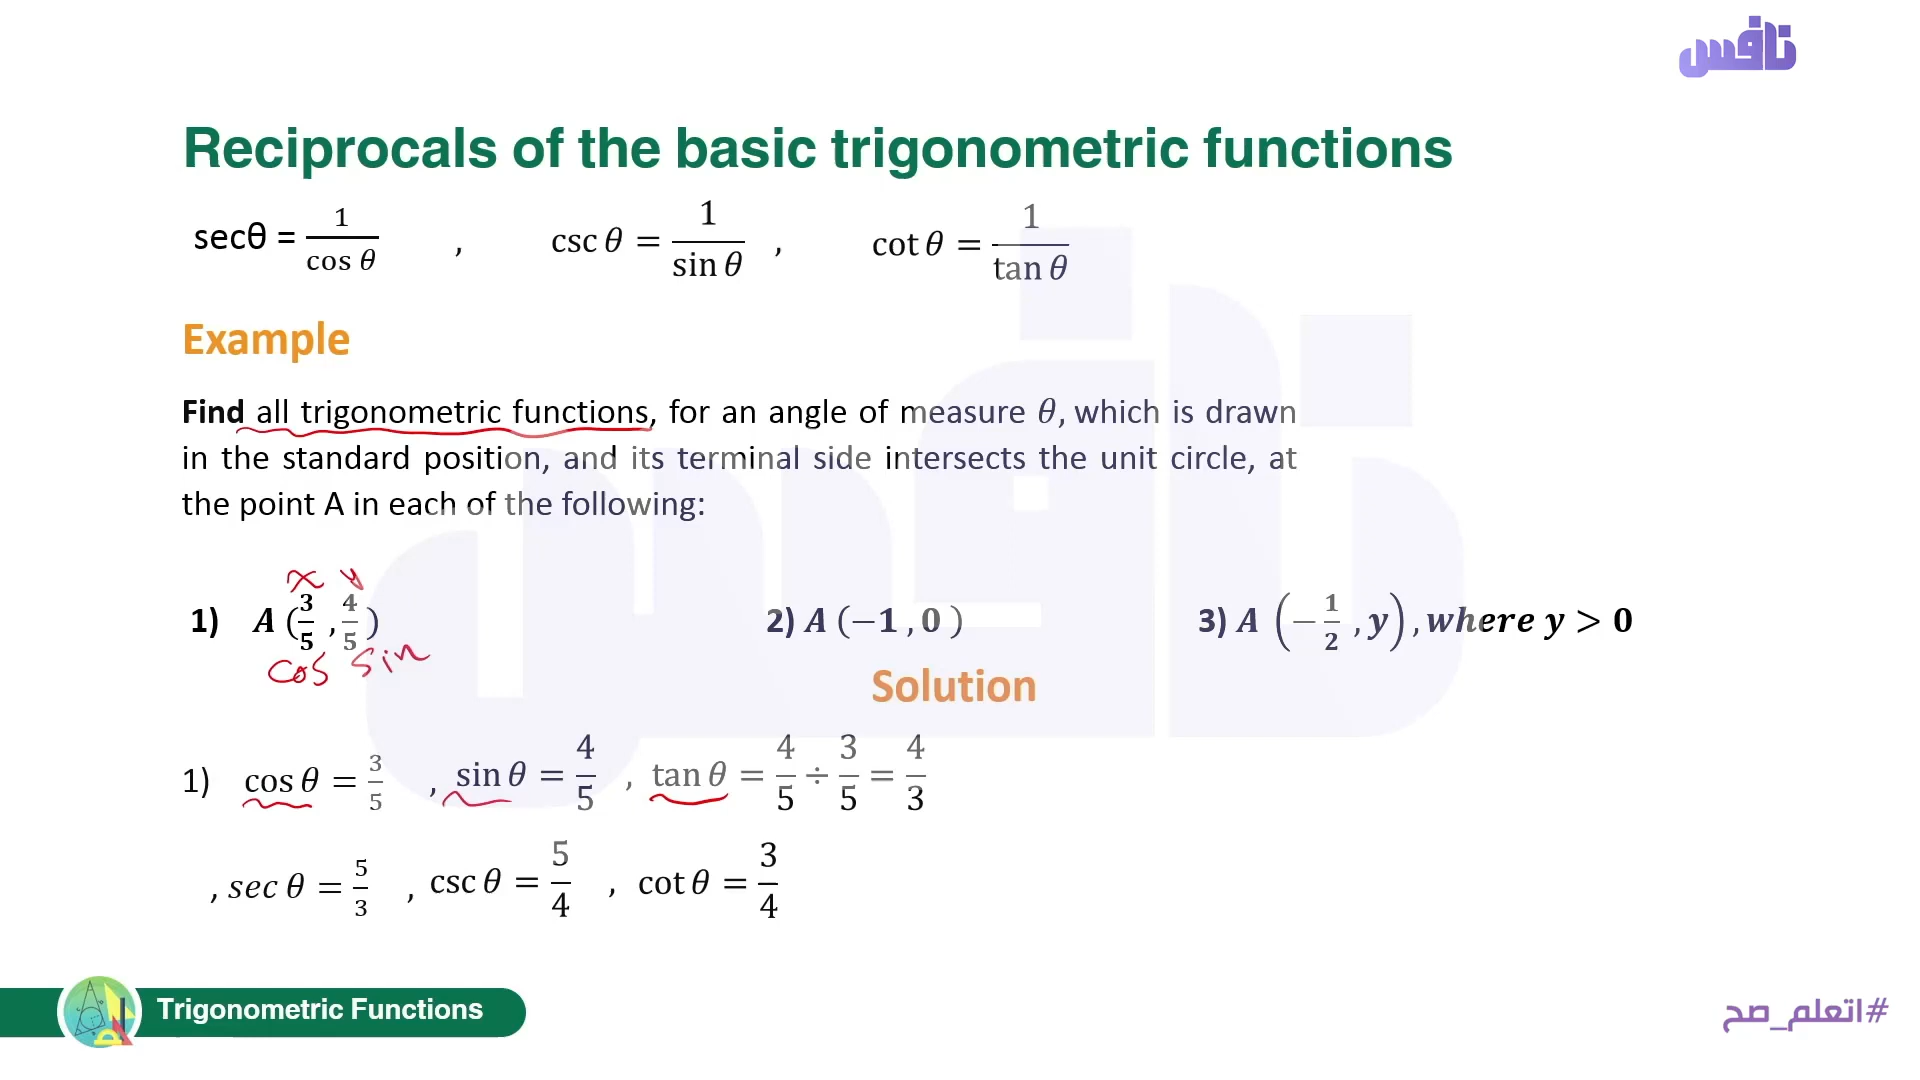 نافس
Reciprocals of the basic trigonometric functions
secθ = 1/cos θ , csc θ = 1/sin θ , cot θ = 1/tan θ
Example
Find all trigonometric functions, for an angle of measure θ, which is drawn
in the standard position, and its terminal side intersects the unit circle, at
the point A in each of the following:
x y
1) A (3/5 , 4/5) 2) A (−1 , 0 ) 3) A (−1/2 , y) , where y > 0
cos sin
Solution
1) cos θ = 3/5 , sin θ = 4/5 , tan θ = 4/5 ÷ 3/5 = 4/3
, sec θ = 5/3 , csc θ = 5/4 , cot θ = 3/4
Trigonometric Functions
#اتعلم_صح